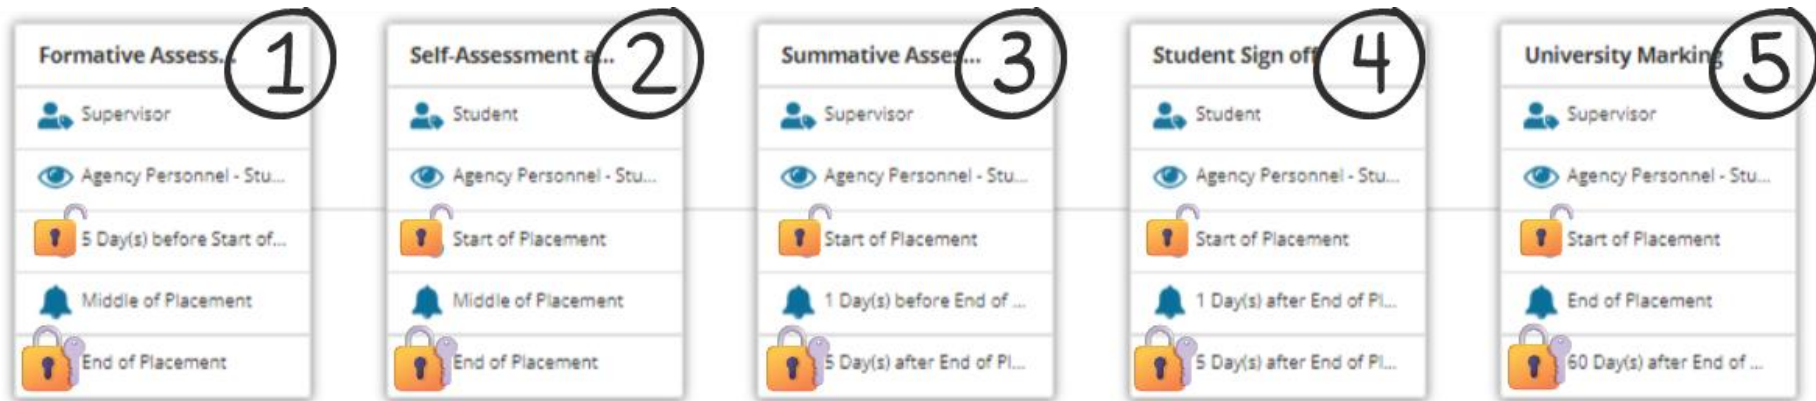 Formative Assess...
1
Supervisor
Agency Personnel - Stu...
5 Day(s) before Start of...
Middle of Placement
End of Placement
Self-Assessment a...
2
Student
Agency Personnel - Stu...
Start of Placement
Middle of Placement
End of Placement
Summative Asses...
3
Supervisor
Agency Personnel - Stu...
Start of Placement
1 Day(s) before End of ...
5 Day(s) after End of Pl...
Student Sign off
4
Student
Agency Personnel - Stu...
Start of Placement
1 Day(s) after End of Pl...
5 Day(s) after End of Pl...
University Marking
5
Supervisor
Agency Personnel - Stu...
Start of Placement
End of Placement
60 Day(s) after End of ...